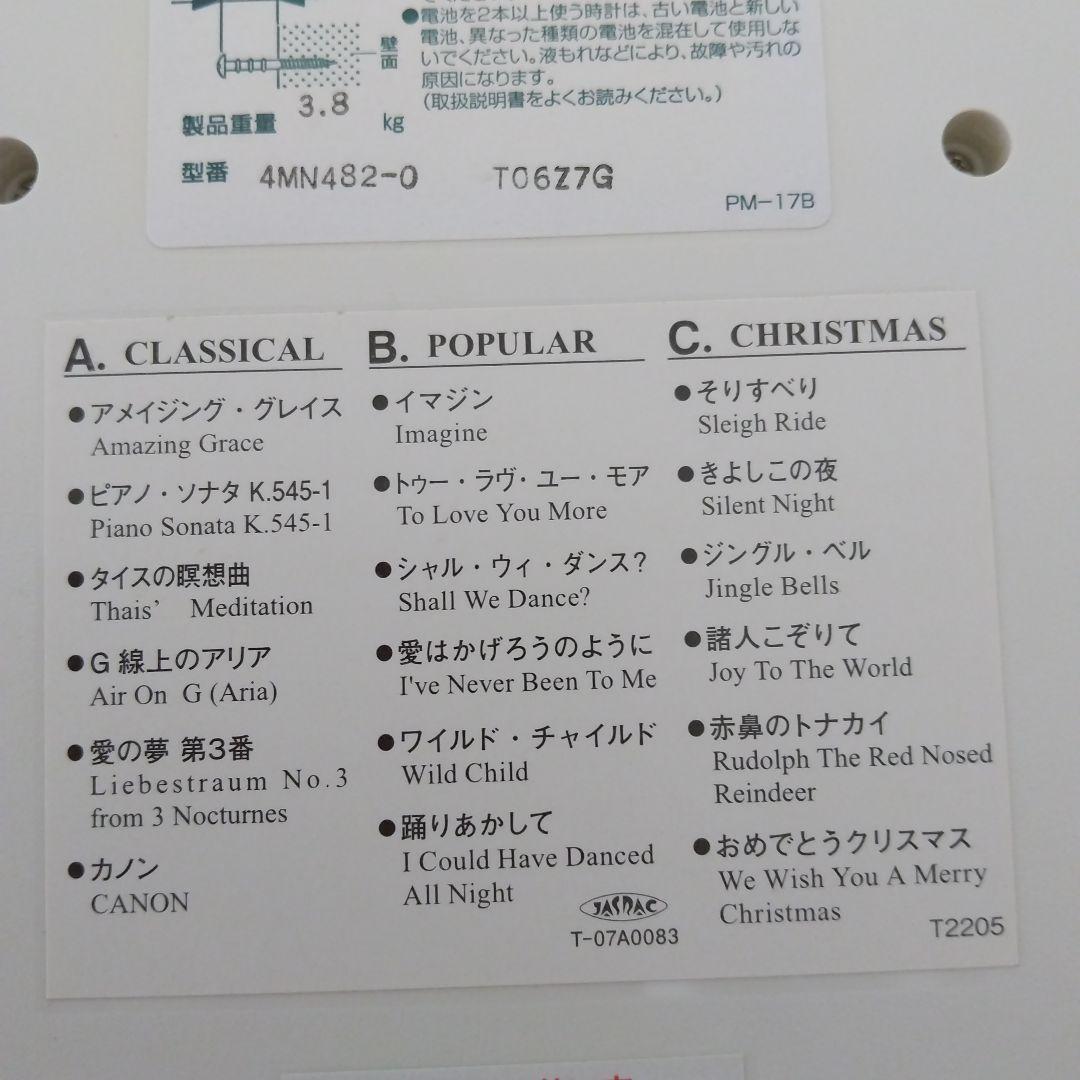 ●電池を2本以上使う時計は、古い電池と新しい
電池、異なった種類の電池を混在して使用しな
いでください。液もれなどにより、故障や汚れの
原因になります。
(取扱説明書をよくお読みください。)
壁面
製品重量 3.8 kg
型番 4MN482-0 T06Z7G
PM-17B
A. CLASSICAL
●アメイジング・グレイス
Amazing Grace
●ピアノ・ソナタ K.545-1
Piano Sonata K.545-1
●タイスの瞑想曲
Thais' Meditation
●G 線上のアリア
Air On G (Aria)
●愛の夢 第3番
Liebestraum No.3
from 3 Nocturnes
●カノン
CANON
B. POPULAR
●イマジン
Imagine
●トゥー・ラヴ・ユー・モア
To Love You More
●シャル・ウィ・ダンス?
Shall We Dance?
●愛はかげろうのように
I've Never Been To Me
●ワイルド・チャイルド
Wild Child
●踊りあかして
I Could Have Danced
All Night
JASRAC
T-07A0083
C. CHRISTMAS
●そりすべり
Sleigh Ride
●きよしこの夜
Silent Night
●ジングル・ベル
Jingle Bells
●諸人こぞりて
Joy To The World
●赤鼻のトナカイ
Rudolph The Red Nosed
Reindeer
●おめでとうクリスマス
We Wish You A Merry
Christmas
T2205